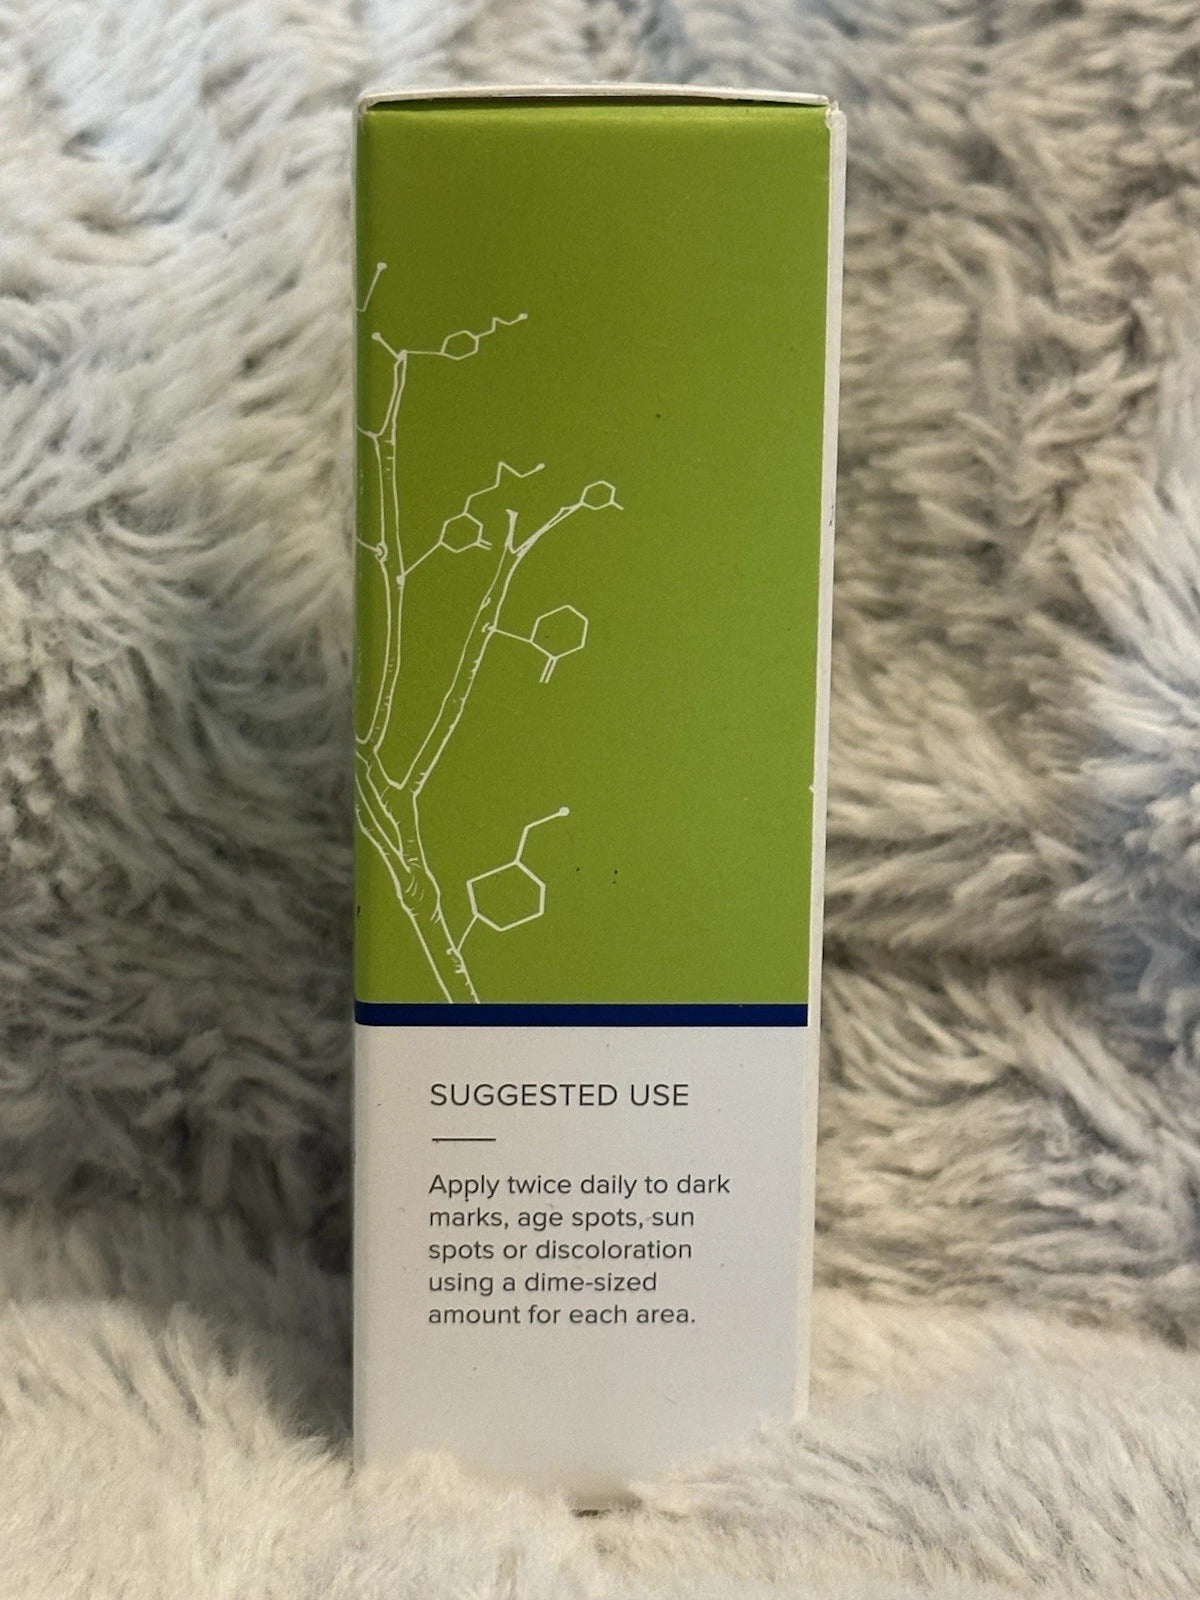 SUGGESTED USE
Apply twice daily to dark
marks, age spots, sun
spots or discoloration
using a dime-sized
amount for each area.